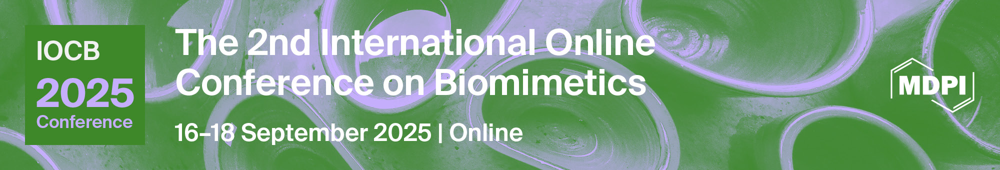 IOCB
2025
Conference
The 2nd International Online
Conference on Biomimetics
16–18 September 2025 | Online
MDPI